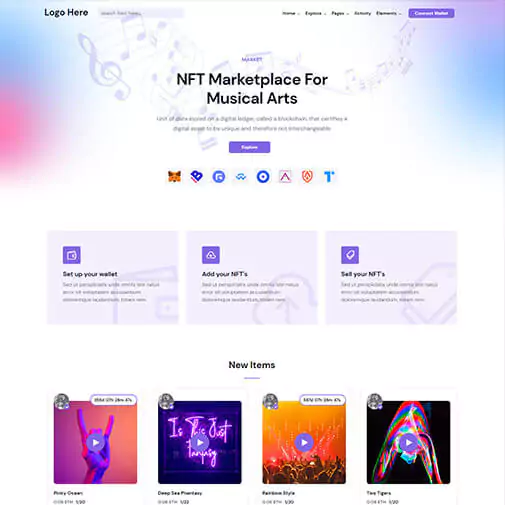 Logo Here
Search Item Here...
Home Explore Pages Activity Elements Connect Wallet
MARKET
NFT Marketplace For
Musical Arts
Unit of data stored on a digital ledger, called a blockchain, that certifies a
digital asset to be unique and therefore not interchangeable
Explore
Set up your wallet
Sed ut perspiciatis unde omnis iste natus
error sit voluptatem accusantium
doloremque laudantium, totam rem.
Add your NFT's
Sed ut perspiciatis unde omnis iste natus
error sit voluptatem accusantium
doloremque laudantium, totam rem.
Sell your NFT's
Sed ut perspiciatis unde omnis iste natus
error sit voluptatem accusantium
doloremque laudantium, totam rem.
New Items
Is This Just
Fantasy
Pinky Ocean
0.08 ETH 1/20
Deep Sea Phantasy
0.08 ETH 1/22
Rainbow Style
0.08 ETH 1/20
Two Tigers
0.08 ETH 1/20